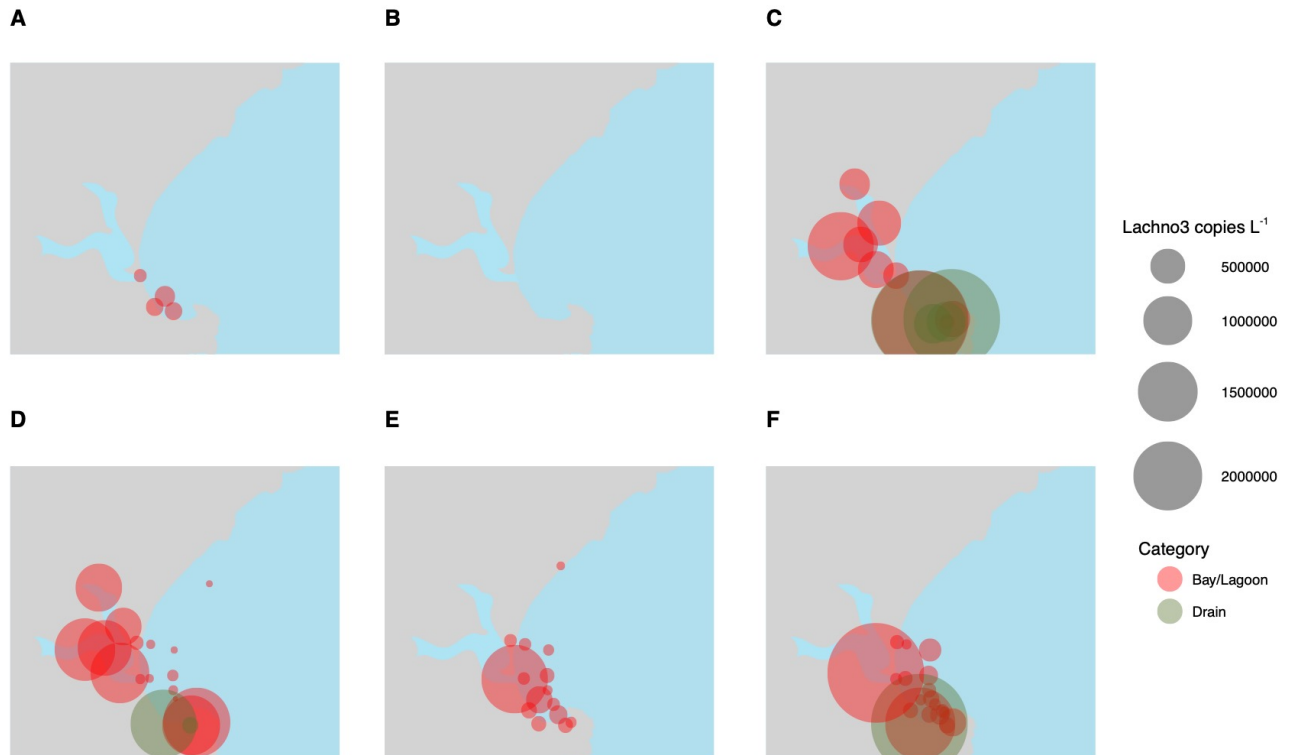 A
B
C
Lachno3 copies L⁻¹
500000
1000000
1500000
2000000
D
E
F
Category
Bay/Lagoon
Drain